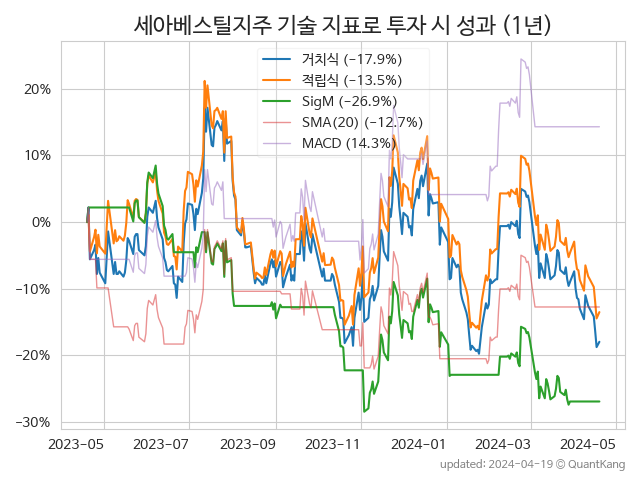 세아베스틸지주 기술 지표로 투자 시 성과 (1년)
거치식 (−17.9%)
적립식 (−13.5%)
SigM (−26.9%)
SMA(20) (−12.7%)
MACD (14.3%)
20%
10%
0%
−10%
−20%
−30%
2023-05 2023-07 2023-09 2023-11 2024-01 2024-03 2024-05
updated: 2024-04-19 © QuantKang